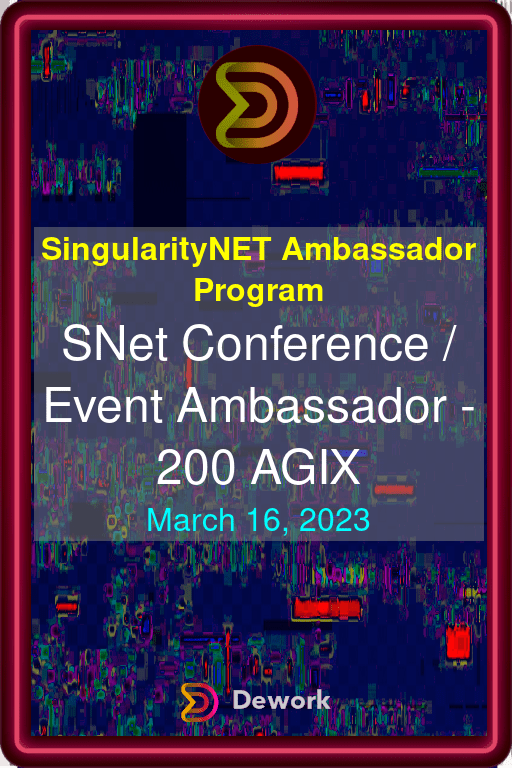 SingularityNET Ambassador
Program
SNet Conference /
Event Ambassador -
200 AGIX
March 16, 2023
Dework